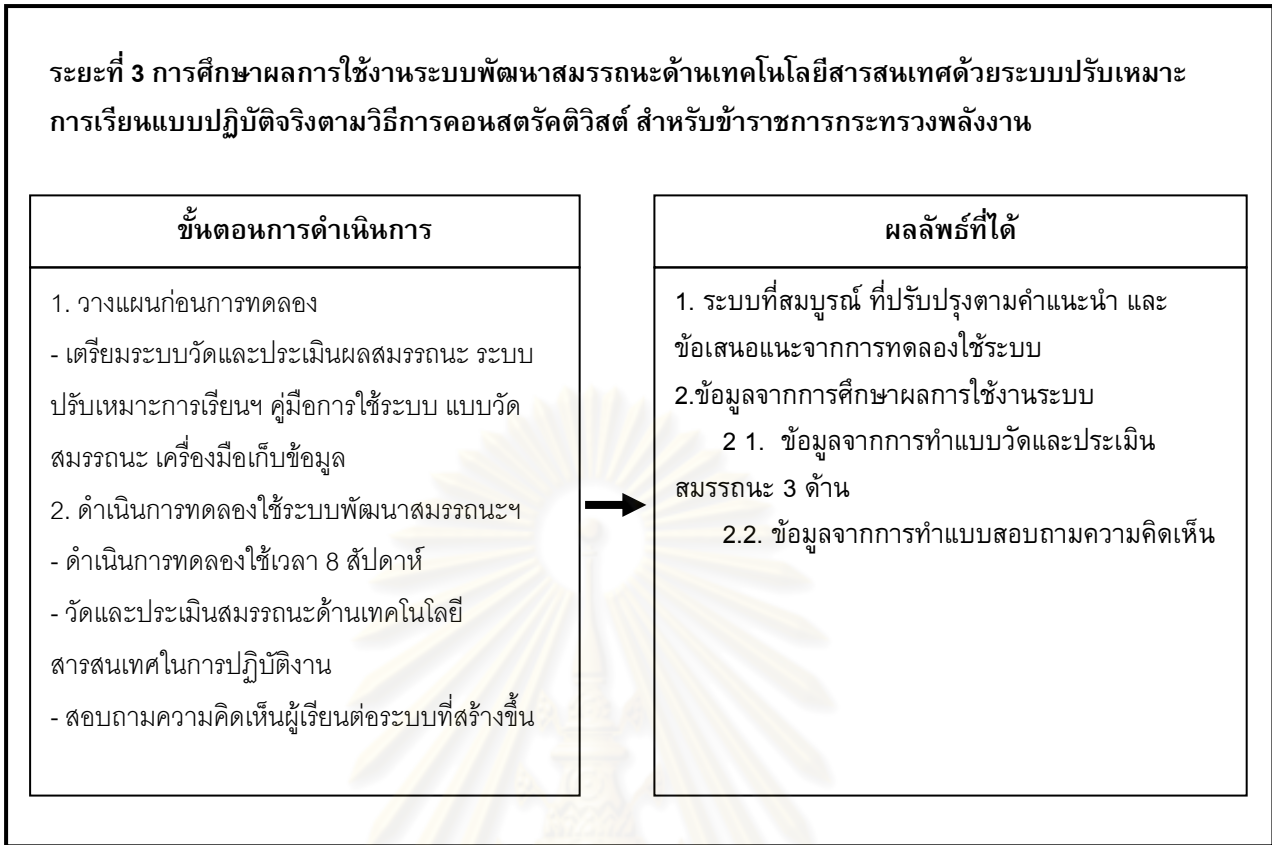 ระยะที่ 3 การศึกษาผลการใช้งานระบบพัฒนาสมรรถนะด้านเทคโนโลยีสารสนเทศด้วยระบบปรับเหมาะ
การเรียนแบบปฏิบัติจริงตามวิธีการคอนสตรัคติวิสต์ สำหรับข้าราชการกระทรวงพลังงาน
ขั้นตอนการดำเนินการ
1. วางแผนก่อนการทดลอง
- เตรียมระบบวัดและประเมินผลสมรรถนะ ระบบ
ปรับเหมาะการเรียนฯ คู่มือการใช้ระบบ แบบวัด
สมรรถนะ เครื่องมือเก็บข้อมูล
2. ดำเนินการทดลองใช้ระบบพัฒนาสมรรถนะฯ
- ดำเนินการทดลองใช้เวลา 8 สัปดาห์
- วัดและประเมินสมรรถนะด้านเทคโนโลยี
สารสนเทศในการปฏิบัติงาน
- สอบถามความคิดเห็นผู้เรียนต่อระบบที่สร้างขึ้น
ผลลัพธ์ที่ได้
1. ระบบที่สมบูรณ์ ที่ปรับปรุงตามคำแนะนำ และ
ข้อเสนอแนะจากการทดลองใช้ระบบ
2.ข้อมูลจากการศึกษาผลการใช้งานระบบ
2 1. ข้อมูลจากการทำแบบวัดและประเมิน
สมรรถนะ 3 ด้าน
2.2. ข้อมูลจากการทำแบบสอบถามความคิดเห็น